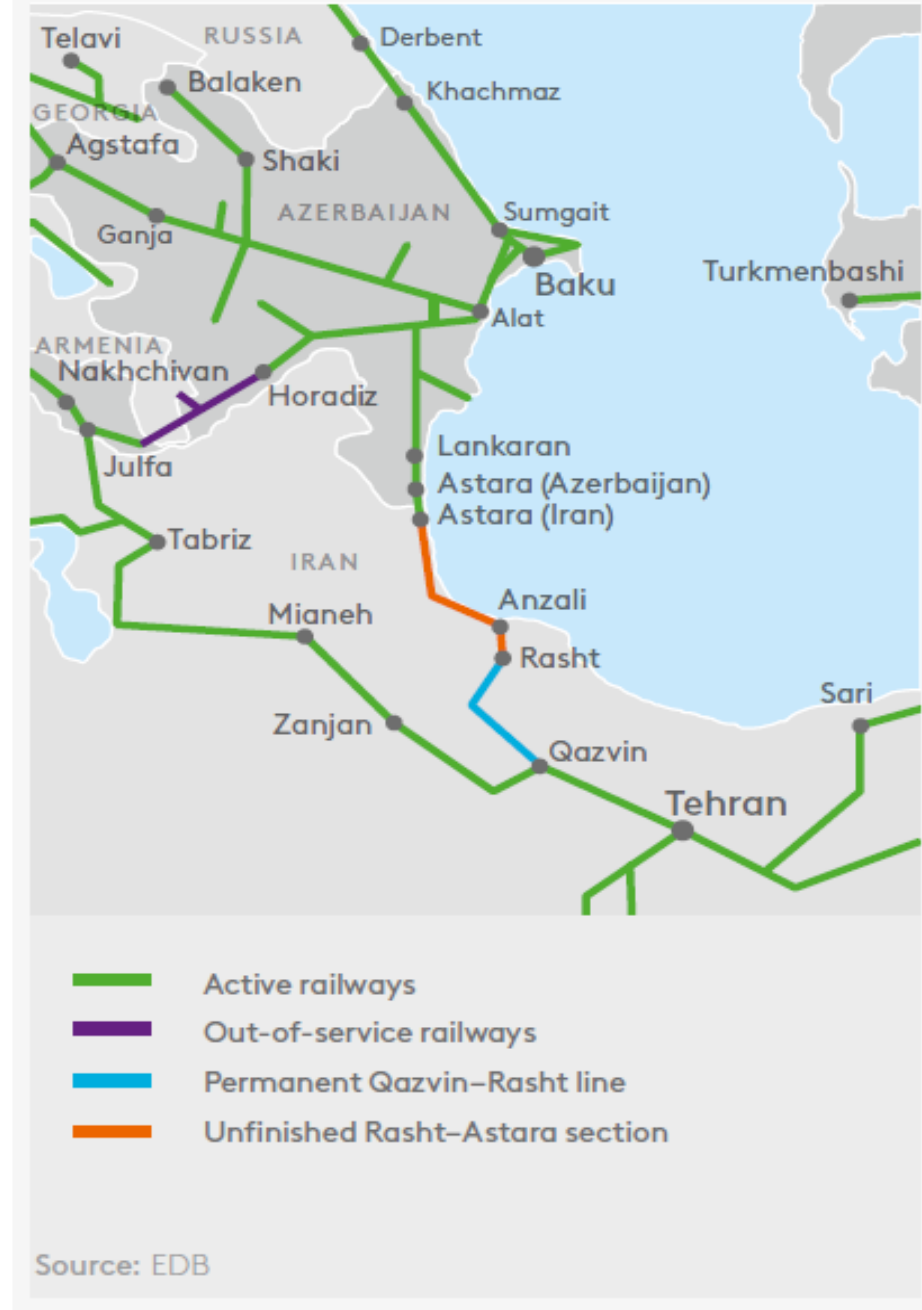 Telavi
RUSSIA
Derbent
Balaken
Khachmaz
GEORGIA
Agstafa
Shaki
AZERBAIJAN
Sumgait
Ganja
Baku
Turkmenbashi
Alat
ARMENIA
Nakhchivan
Horadiz
Julfa
Lankaran
Astara (Azerbaijan)
Astara (Iran)
Tabriz
IRAN
Anzali
Mianeh
Rasht
Sari
Zanjan
Qazvin
Tehran
Active railways
Out-of-service railways
Permanent Qazvin–Rasht line
Unfinished Rasht–Astara section
Source: EDB